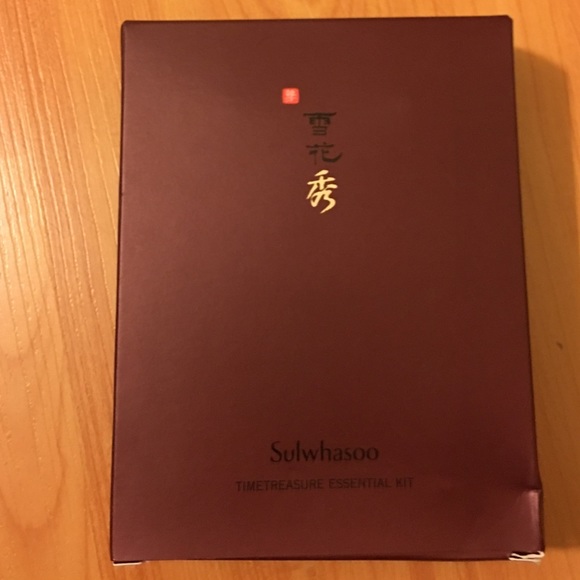 雪
花
秀
Sulwhasoo
TIMETREASURE ESSENTIAL KIT